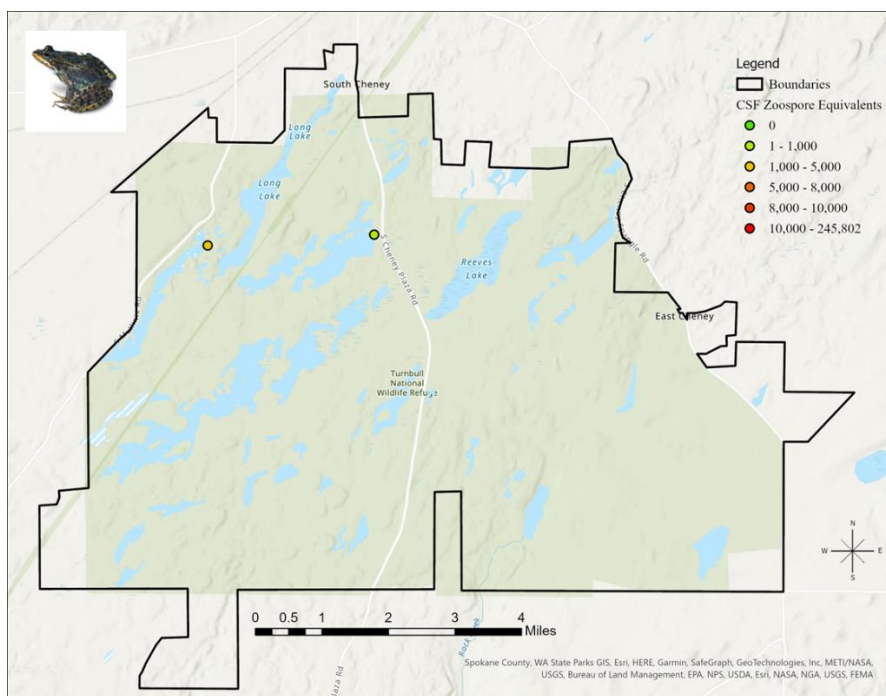 South Cheney
Long
Lake
Long
Lake
S Cheney Plaza Rd
Reeves
Lake
East Cheney
Turnbull
National
Wildlife Refuge
Legend
Boundaries
CSF Zoospore Equivalents
0
1 - 1,000
1,000 - 5,000
5,000 - 8,000
8,000 - 10,000
10,000 - 245,802
N
W
E
S
0
0.5
1
2
3
4
Miles
Spokane County, WA State Parks GIS, Esri, HERE, Garmin, SafeGraph, GeoTechnologies, Inc, METI/NASA,
USGS, Bureau of Land Management, EPA, NPS, USDA, Esri, NASA, NGA, USGS, FEMA